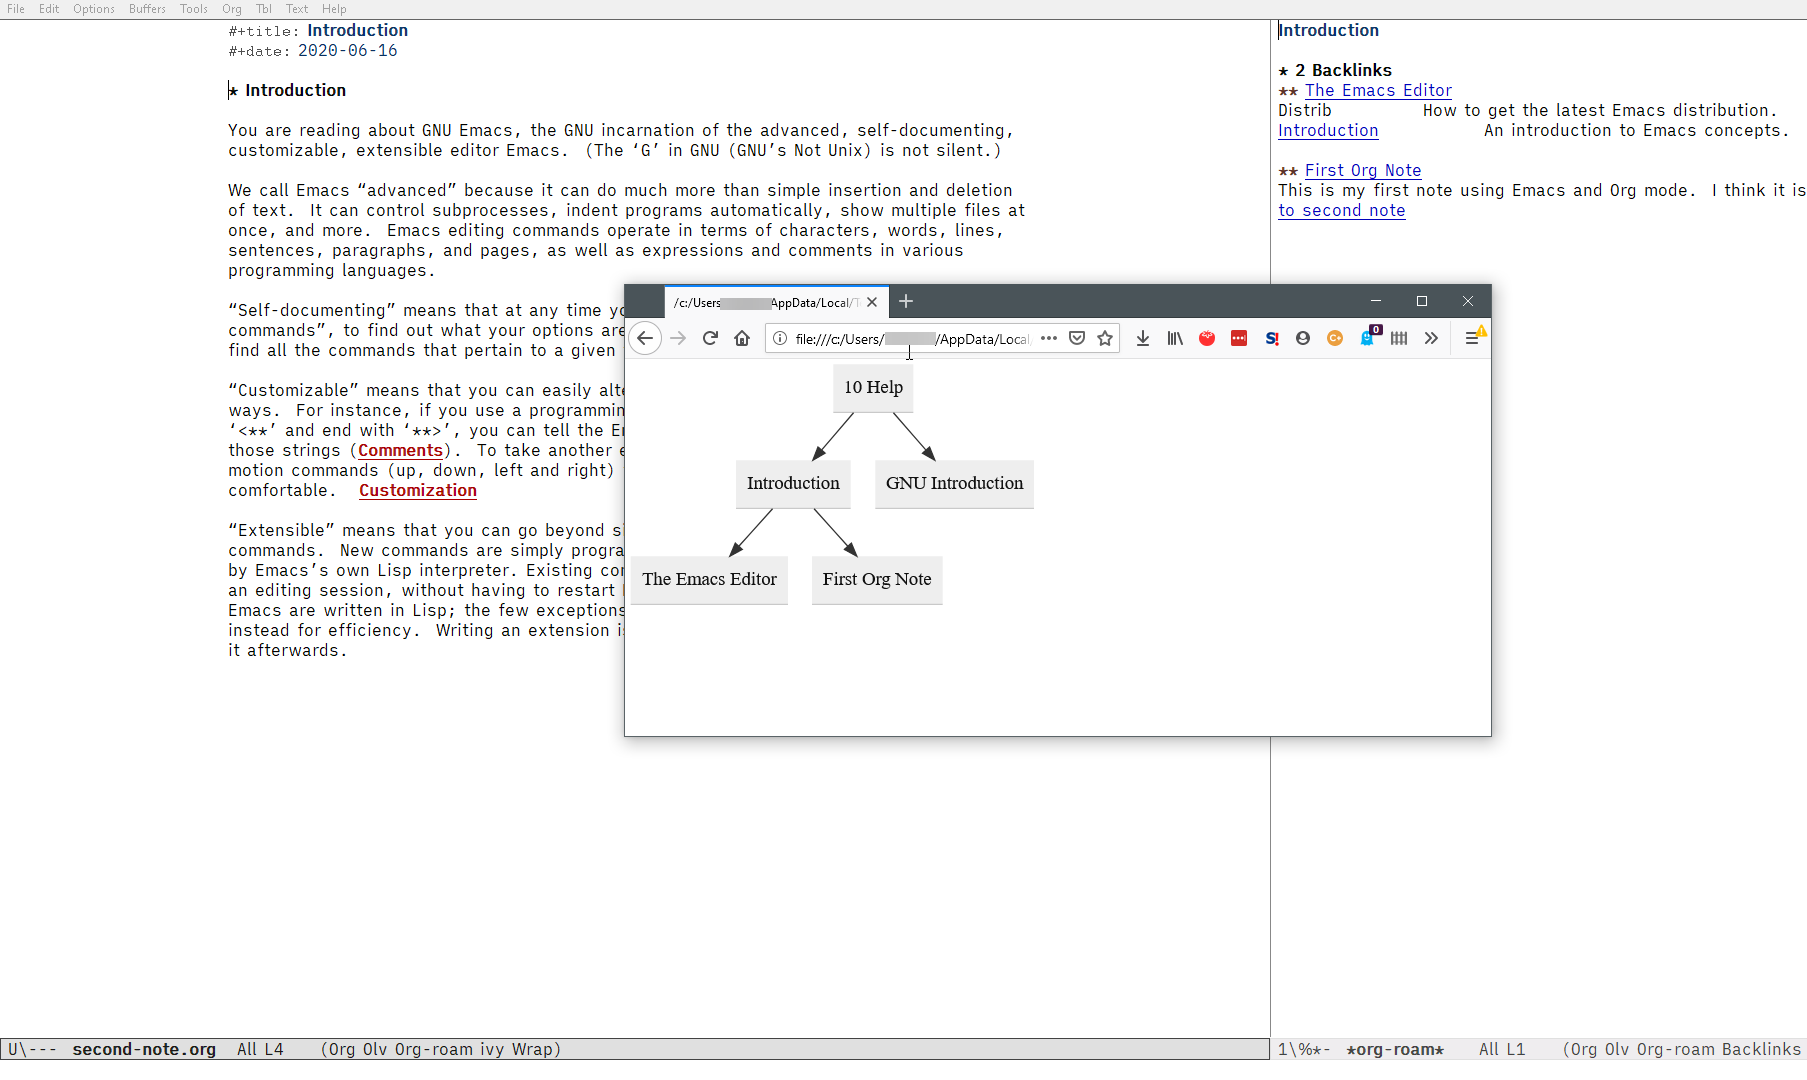 File Edit Options Buffers Tools Org Tbl Text Help
#+title: Introduction
#+date: 2020-06-16
* Introduction
You are reading about GNU Emacs, the GNU incarnation of the advanced, self-documenting,
customizable, extensible editor Emacs.  (The ‘G’ in GNU (GNU’s Not Unix) is not silent.)
We call Emacs “advanced” because it can do much more than simple insertion and deletion
of text.  It can control subprocesses, indent programs automatically, show multiple files at
once, and more.  Emacs editing commands operate in terms of characters, words, lines,
sentences, paragraphs, and pages, as well as expressions and comments in various
programming languages.
“Self-documenting” means that at any time yo
commands”, to find out what your options are
find all the commands that pertain to a given
“Customizable” means that you can easily alte
ways.  For instance, if you use a programmin
‘<**’ and end with ‘**>’, you can tell the E
those strings (Comments).  To take another e
motion commands (up, down, left and right)
comfortable.  Customization
“Extensible” means that you can go beyond si
commands.  New commands are simply progra
by Emacs’s own Lisp interpreter. Existing co
an editing session, without having to restart
Emacs are written in Lisp; the few exceptions
instead for efficiency.  Writing an extension is
it afterwards.
Introduction
* 2 Backlinks
** The Emacs Editor
Distrib How to get the latest Emacs distribution.
Introduction An introduction to Emacs concepts.
** First Org Note
This is my first note using Emacs and Org mode.  I think it is
to second note
/c:/Users AppData/Local/T
file:///c:/Users/ /AppData/Local/
0
10 Help
Introduction GNU Introduction
The Emacs Editor First Org Note
U\--- second-note.org All L4 (Org Olv Org-roam ivy Wrap)
1\%*- *org-roam* All L1 (Org Olv Org-roam Backlinks